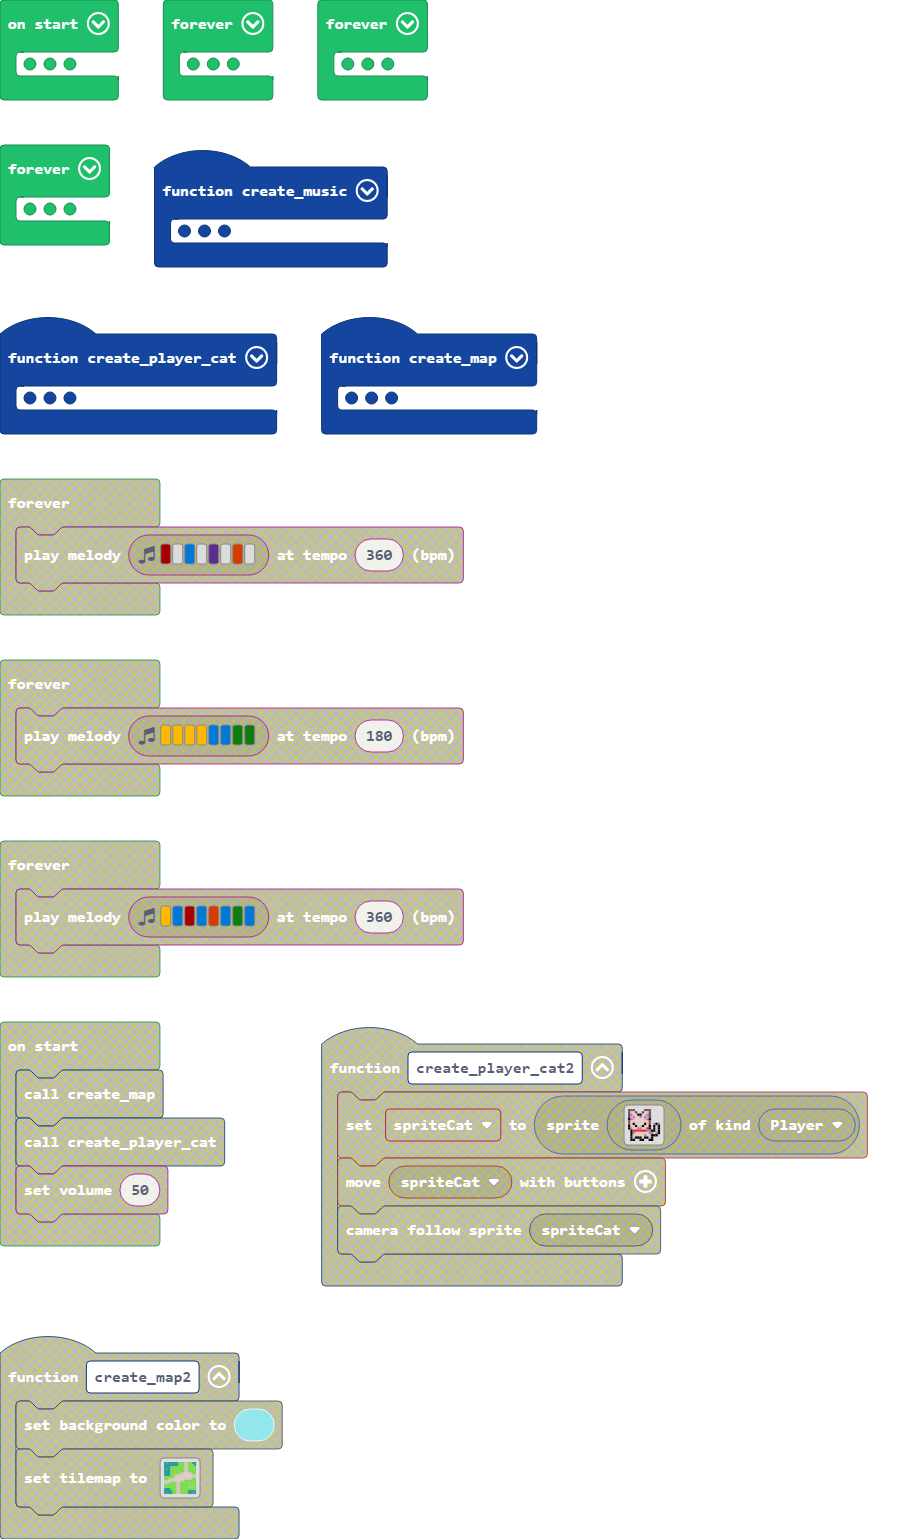 on start
forever
forever
forever
function create_music
function create_player_cat
function create_map
forever
play melody at tempo 360 (bpm)
forever
play melody at tempo 180 (bpm)
forever
play melody at tempo 360 (bpm)
on start
call create_map
call create_player_cat
set volume 50
function create_player_cat2
set spriteCat to sprite of kind Player
move spriteCat with buttons
camera follow sprite spriteCat
function create_map2
set background color to
set tilemap to